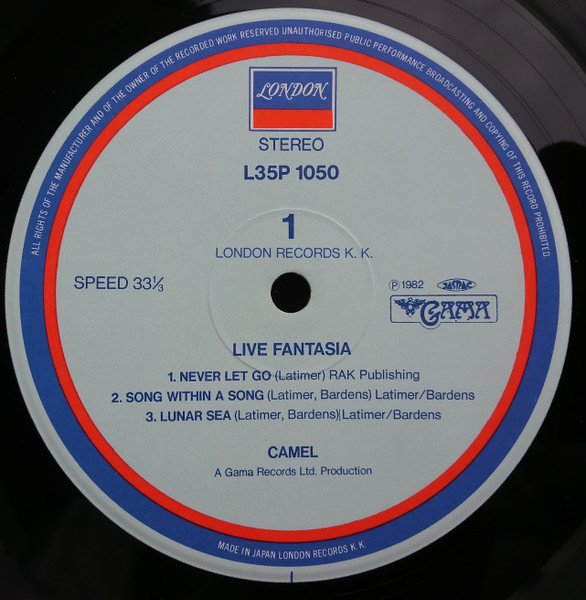 ALL RIGHTS OF THE MANUFACTURER AND OF THE OWNER OF THE RECORDED WORK RESERVED UNAUTHORISED PUBLIC PERFORMANCE BROADCASTING AND COPYING OF THIS RECORD PROHIBITED
LONDON
STEREO
L35P 1050
1
LONDON RECORDS K. K.
SPEED 33⅓
Ⓟ 1982 JASRAC
GAMA
LIVE FANTASIA
1. NEVER LET GO (Latimer) RAK Publishing
2. SONG WITHIN A SONG (Latimer, Bardens) Latimer/Bardens
3. LUNAR SEA (Latimer, Bardens) Latimer/Bardens
CAMEL
A Gama Records Ltd. Production
MADE IN JAPAN LONDON RECORDS K.K.